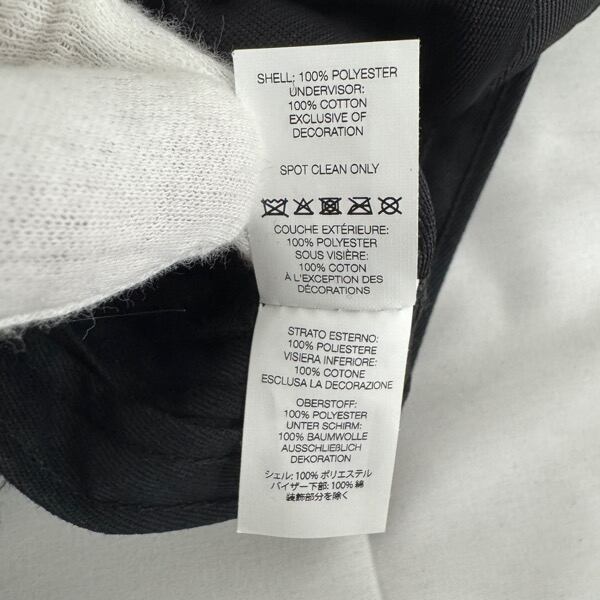 SHELL: 100% POLYESTER
UNDERVISOR:
100% COTTON
EXCLUSIVE OF
DECORATION
SPOT CLEAN ONLY
COUCHE EXTÉRIEURE:
100% POLYESTER
SOUS VISIÈRE:
100% COTON
À L'EXCEPTION DES
DÉCORATIONS
STRATO ESTERNO:
100% POLIESTERE
VISIERA INFERIORE:
100% COTONE
ESCLUSA LA DECORAZIONE
OBERSTOFF:
100% POLYESTER
UNTER SCHIRM:
100% BAUMWOLLE
AUSSCHLIEßLICH
DEKORATION
シェル: 100% ポリエステル
バイザー下部: 100% 綿
装飾部分を除く